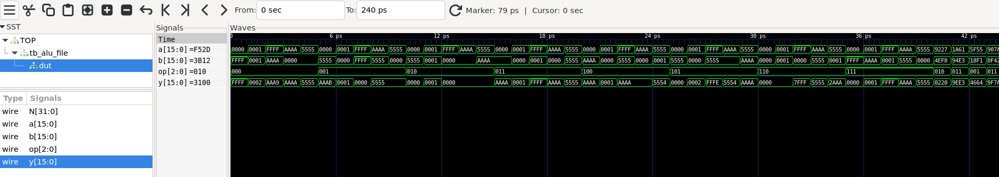 From: 0 sec To: 240 ps Marker: 79 ps | Cursor: 0 sec
SST
TOP
tb_alu_file
dut
Type Signals
wire N[31:0]
wire a[15:0]
wire b[15:0]
wire op[2:0]
wire y[15:0]
Signals
Time
a[15:0] =F52D
b[15:0] =3B12
op[2:0] =010
y[15:0] =3100
Waves
0 6 ps 12 ps 18 ps 24 ps 30 ps 36 ps 42 ps
0000 0001 FFFF AAAA 5555 0000 0001 FFFF AAAA 5555 0000 0001 FFFF AAAA 5555 0000 0001 FFFF AAAA 5555 0000 0001 FFFF AAAA 5555 0000 0001 FFFF AAAA 5555 0000 0001 FFFF AAAA 5555 0000 0001 FFFF AAAA 5555 9227 1A61 5F55 907A
FFFF 0001 AAAA 0000 5555 0000 FFFF 5555 0000 5555 0001 0000 AAAA 0000 0001 0000 5555 AAAA 0000 5555 0000 0001 0000 5555 AAAA 0000 0001 0000 5555 0001 FFFF AAAA 0001 5555 0000 4EF8 94E3 18F1 0F42
000 001 010 011 100 101 110 111 010 011 001 011
FFFF 0002 AAA9 AAAA 5555 AAAB 0001 0000 5555 0000 0001 0000 AAAA 0001 FFFF AAAA 5555 AAAA 0001 AAAA 5554 0000 0002 FFFE 5554 AAAA 0000 7FFF 5555 2AAA 0000 0001 FFFF AAAA 5555 0220 9EE3 4664 9F7A